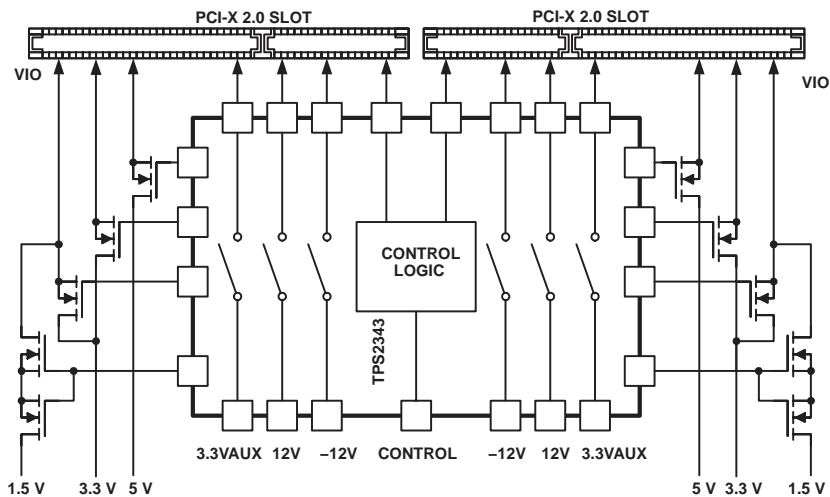 PCI-X 2.0 SLOT PCI-X 2.0 SLOT
VIO VIO
CONTROL
LOGIC
TPS2343
3.3VAUX 12V –12V CONTROL –12V 12V 3.3VAUX
1.5 V 3.3 V 5 V 5 V 3.3 V 1.5 V